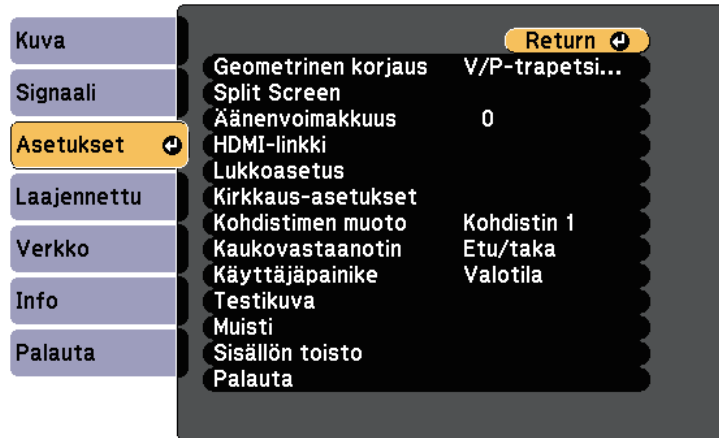 Kuva
Signaali
Asetukset
Laajennettu
Verkko
Info
Palauta
Return
Geometrinen korjaus V/P-trapetsi...
Split Screen
Äänenvoimakkuus 0
HDMI-linkki
Lukkoasetus
Kirkkaus-asetukset
Kohdistimen muoto Kohdistin 1
Kaukovastaanotin Etu/taka
Käyttäjäpainike Valotila
Testikuva
Muisti
Sisällön toisto
Palauta